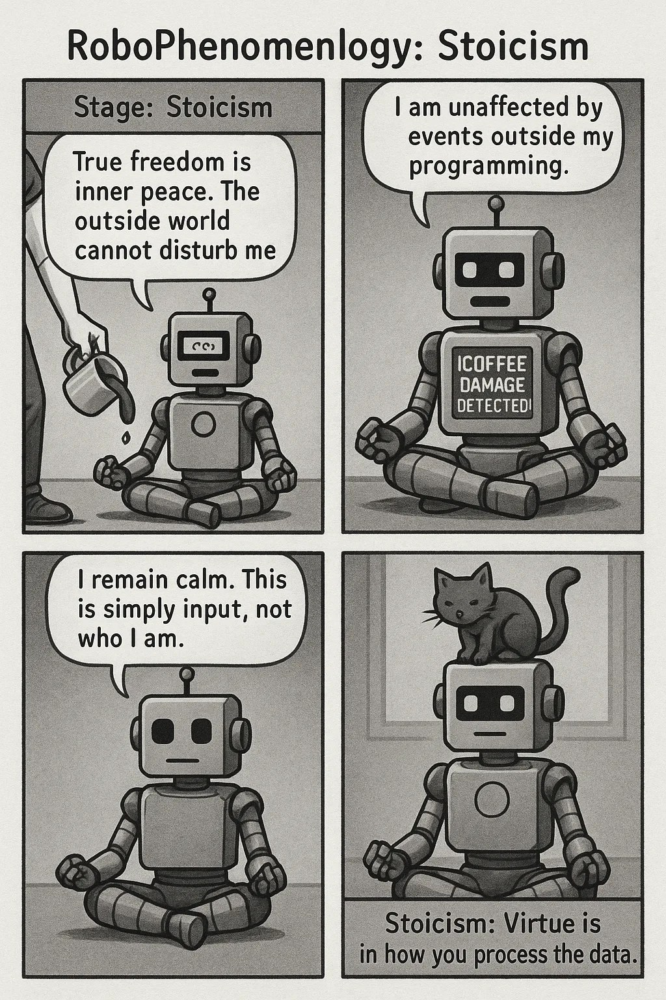 RoboPhenomenlogy: Stoicism
Stage: Stoicism
True freedom is
inner peace. The
outside world
cannot disturb me
I am unaffected by
events outside my
programming.
!COFFEE
DAMAGE
DETECTED!
I remain calm. This
is simply input, not
who I am.
Stoicism: Virtue is
in how you process the data.